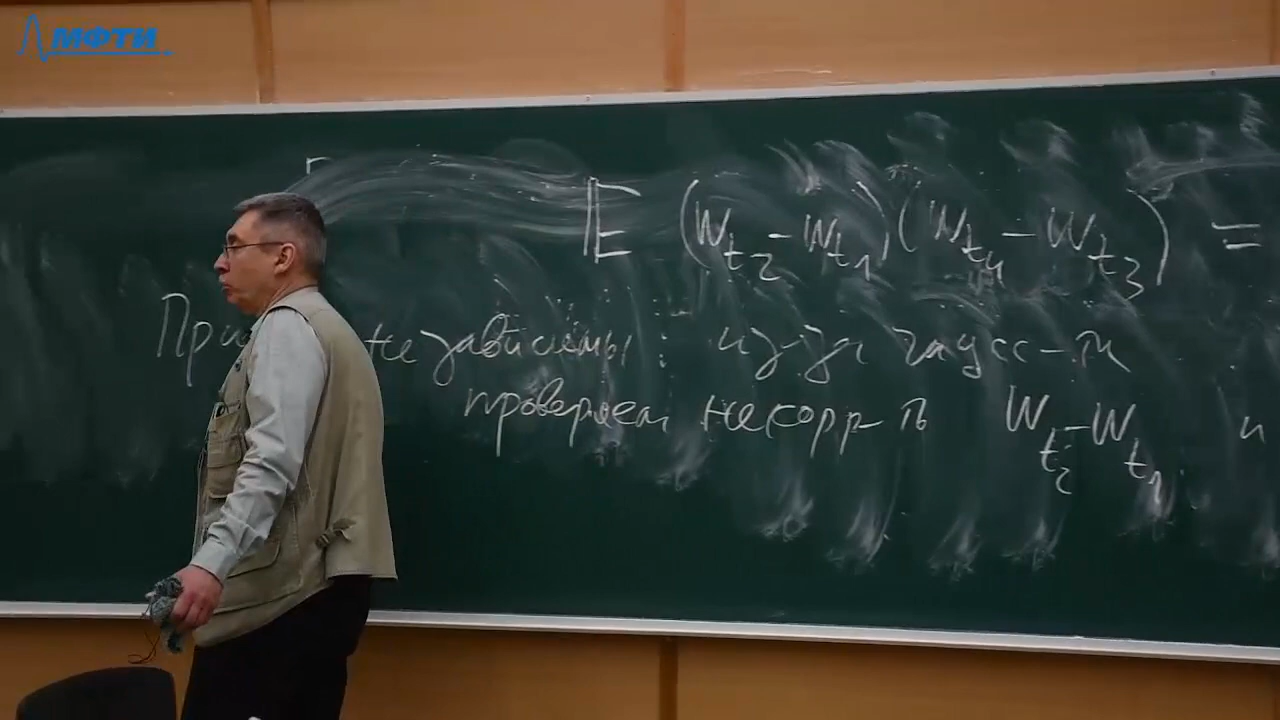 МФТИ
E (W_{t_2} - W_{t_1})(W_{t_4} - W_{t_3}) =
При независимы: из-за гаусс-ти
проверяем некорр-ть W_{t_2} - W_{t_1} и